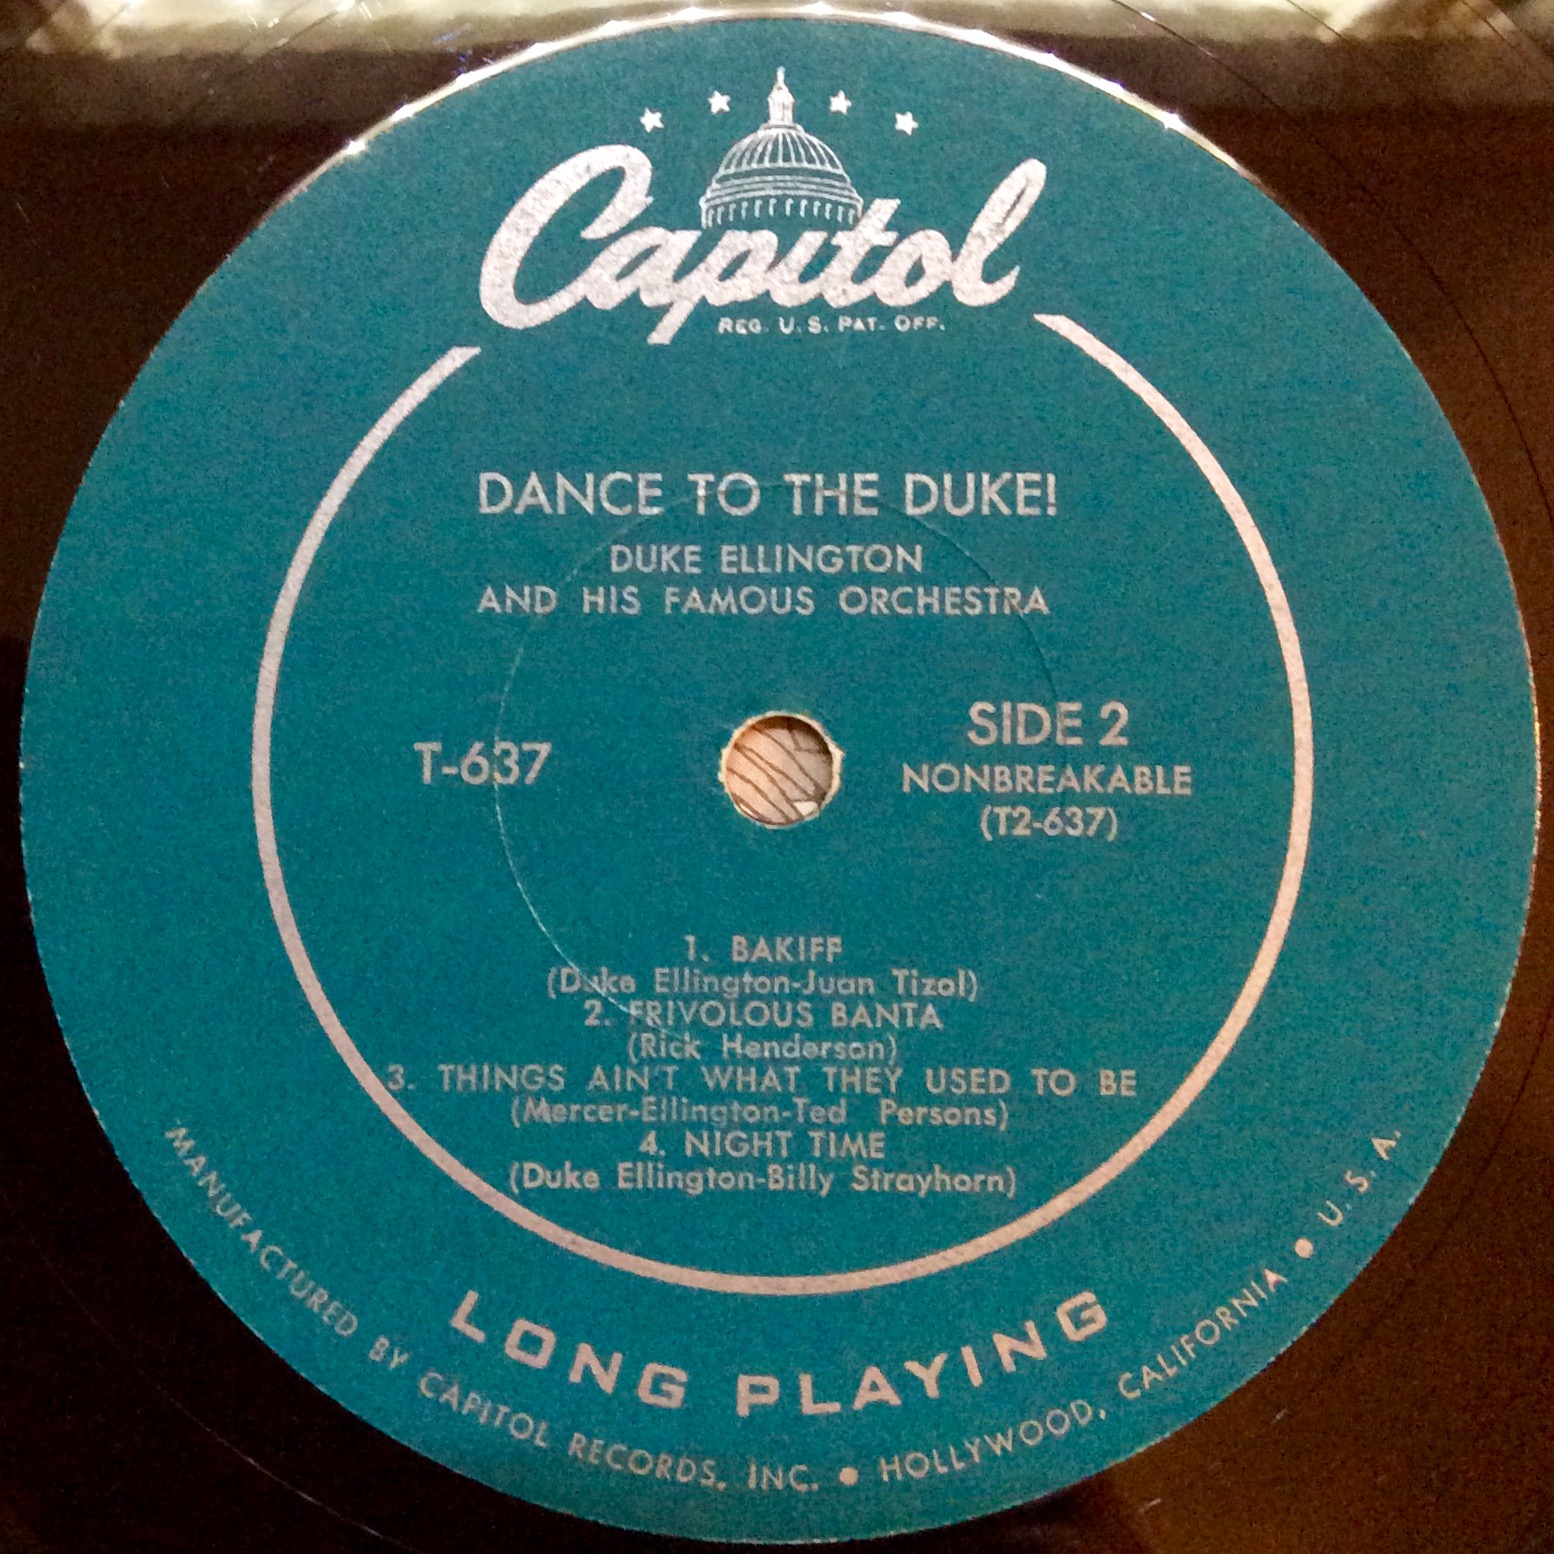 Capitol
REG. U.S. PAT. OFF.
DANCE TO THE DUKE!
DUKE ELLINGTON
AND HIS FAMOUS ORCHESTRA
T-637
SIDE 2
NONBREAKABLE
(T2-637)
1. BAKIFF
(Duke Ellington-Juan Tizol)
2. FRIVOLOUS BANTA
(Rick Henderson)
3. THINGS AIN'T WHAT THEY USED TO BE
(Mercer-Ellington-Ted Persons)
4. NIGHT TIME
(Duke Ellington-Billy Strayhorn)
LONG PLAYING
MANUFACTURED BY CAPITOL RECORDS, INC. • HOLLYWOOD, CALIFORNIA • U.S.A.